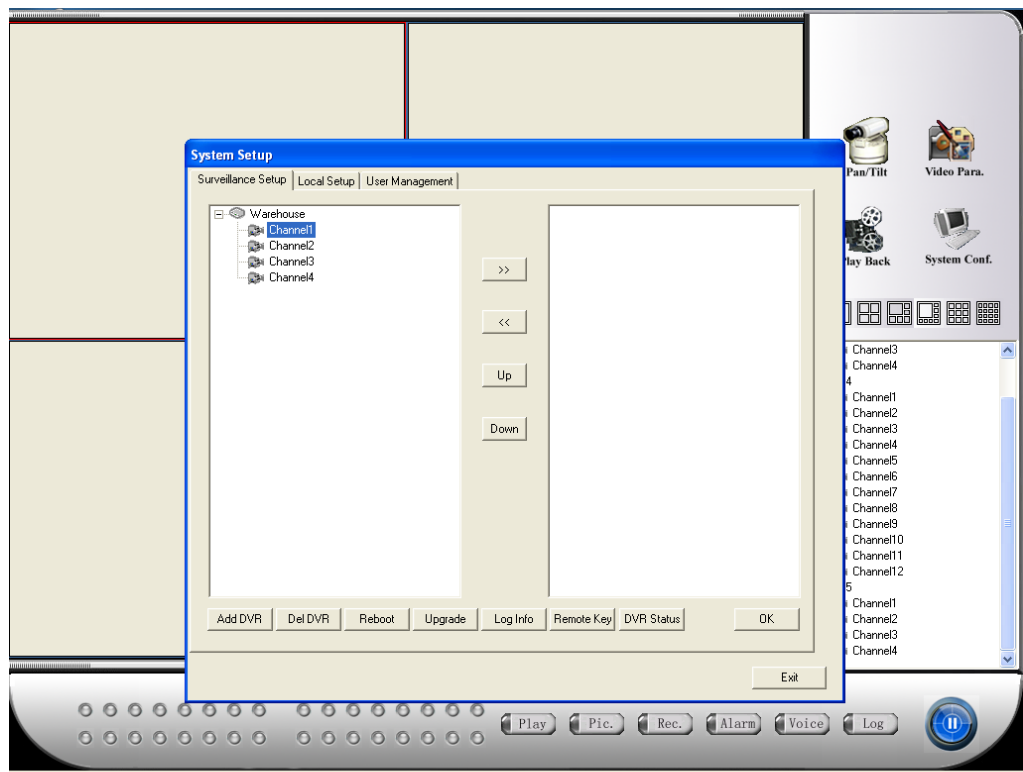 System Setup
Surveillance Setup
Local Setup
User Management
Warehouse
Channel1
Channel2
Channel3
Channel4
>>
<<
Up
Down
Add DVR
Del DVR
Reboot
Upgrade
Log Info
Remote Key
DVR Status
OK
Exit
Pan/Tilt
Video Para.
lay Back
System Conf.
Channel3
Channel4
4
Channel1
Channel2
Channel3
Channel4
Channel5
Channel6
Channel7
Channel8
Channel9
Channel10
Channel11
Channel12
5
Channel1
Channel2
Channel3
Channel4
Play
Pic.
Rec.
Alarm
Voice
Log